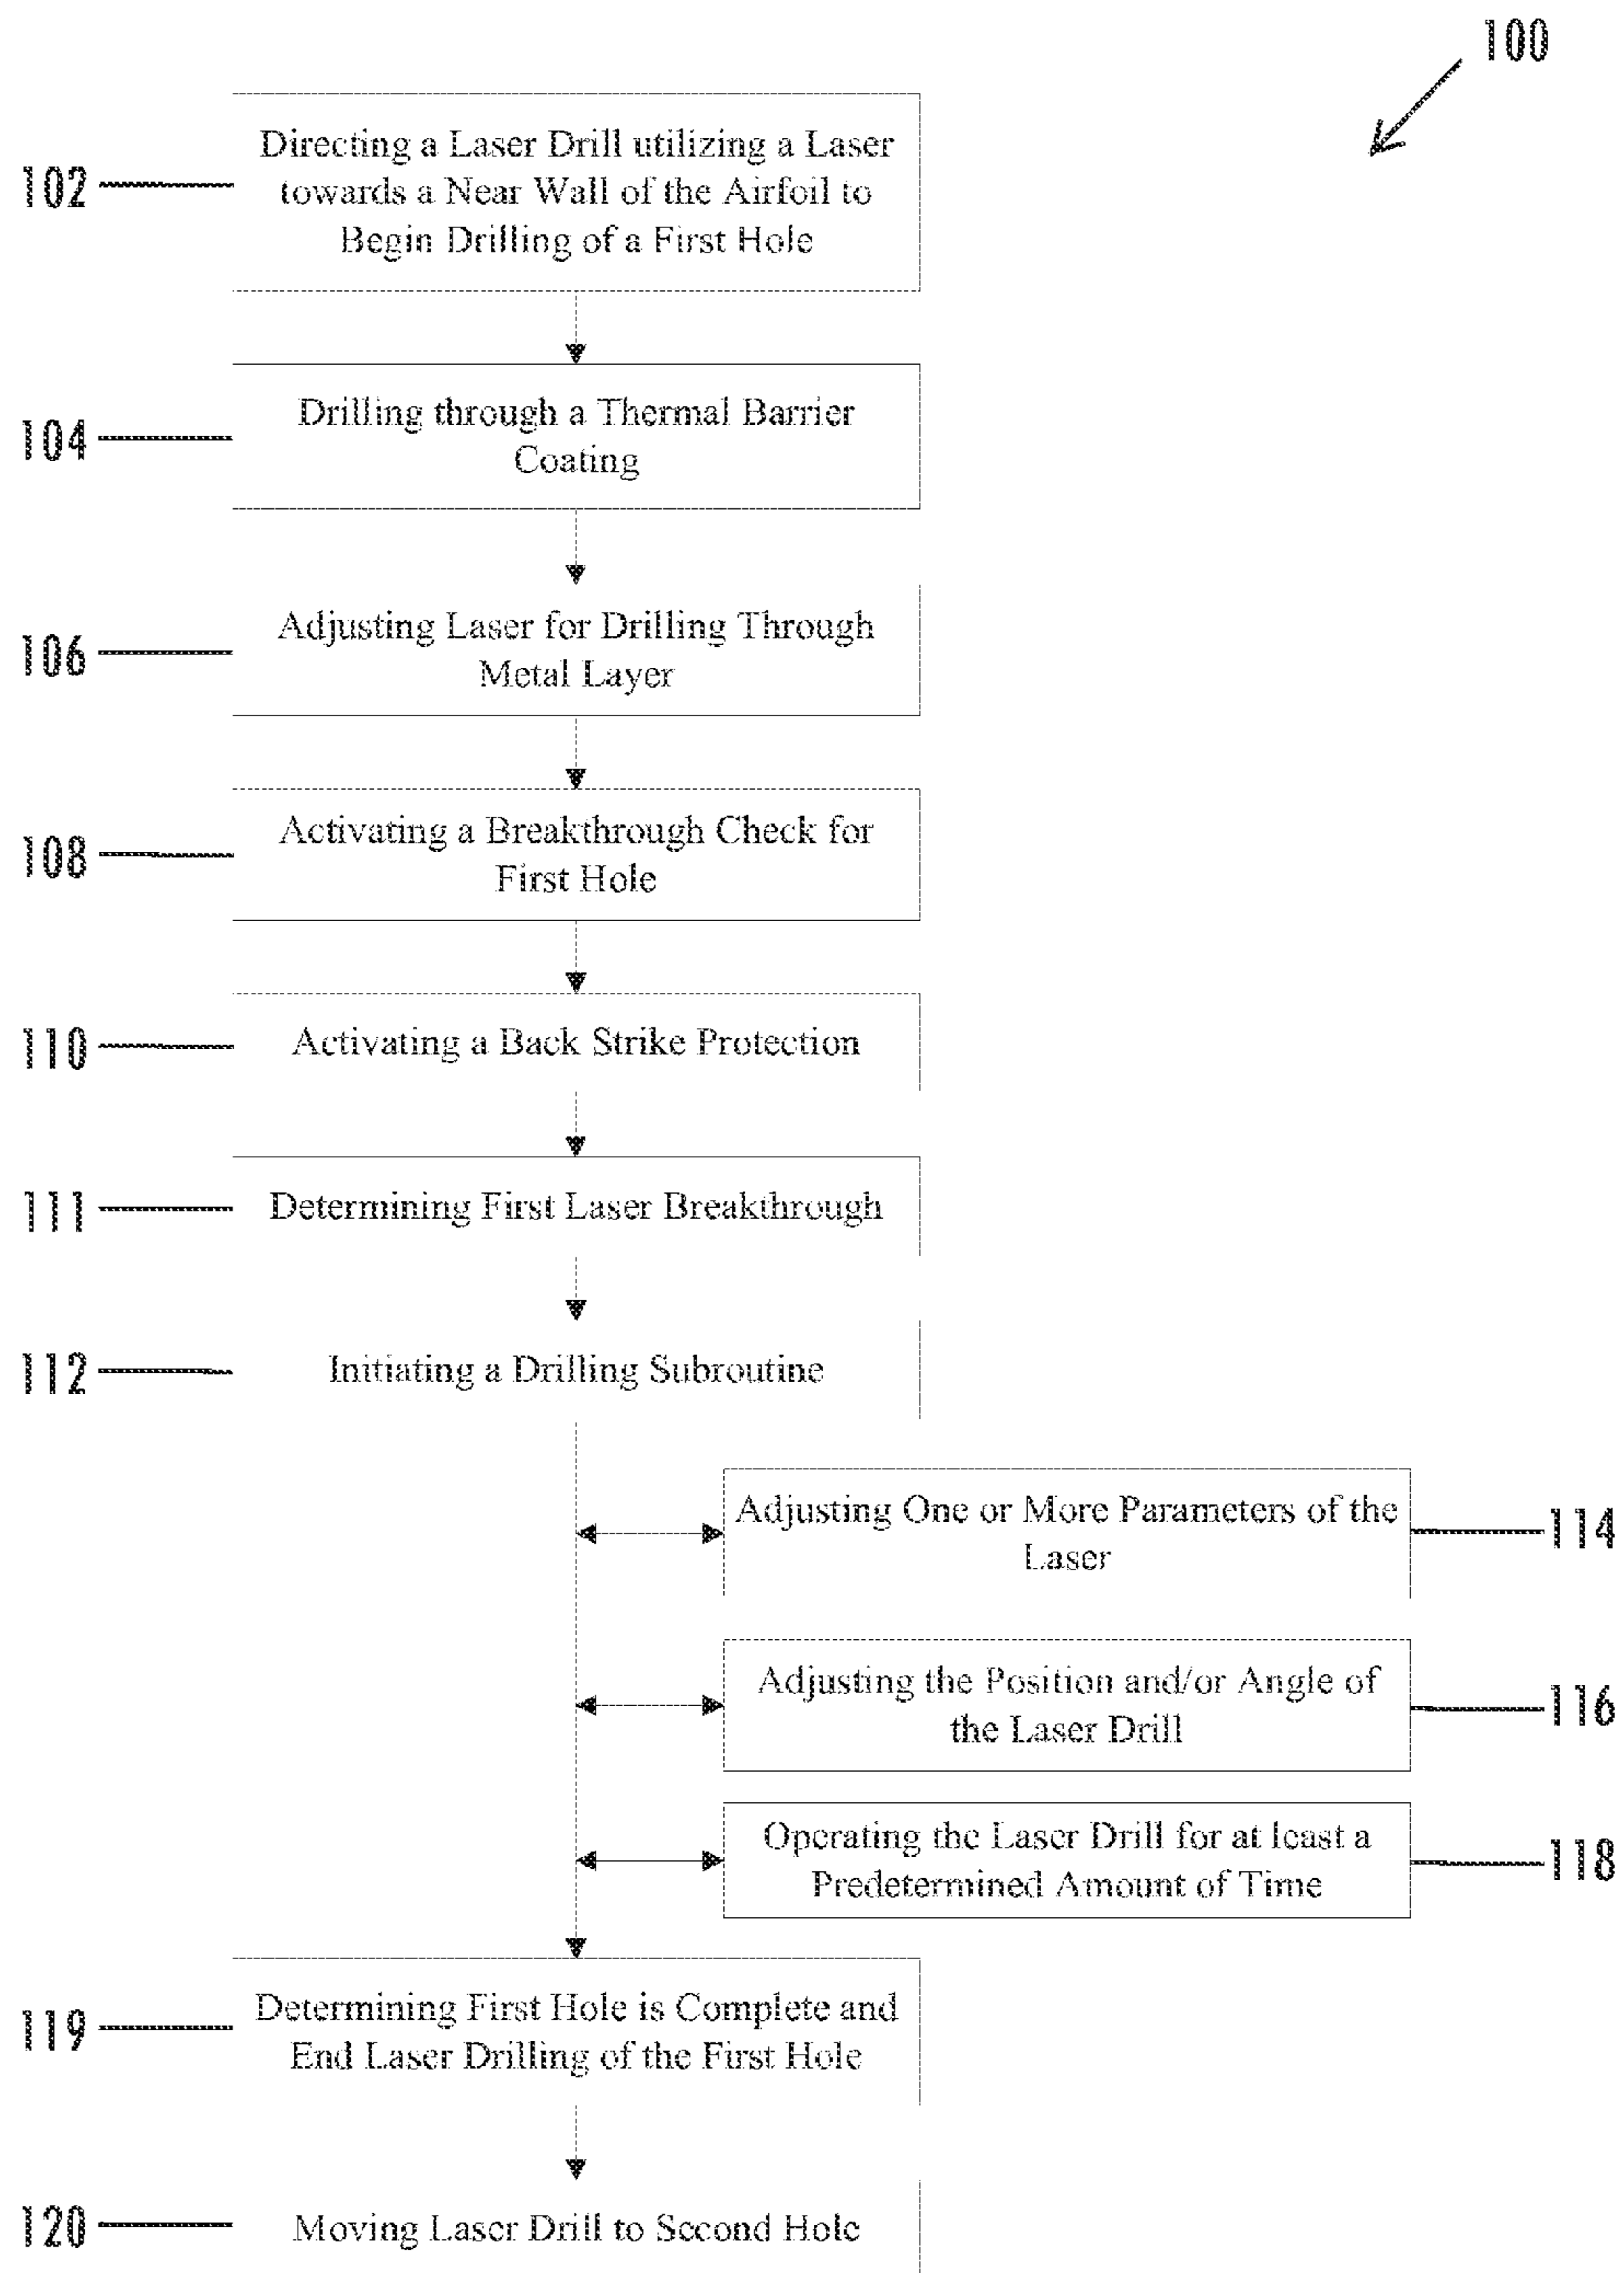 100
102
Directing a Laser Drill utilizing a Laser
towards a Near Wall of the Airfoil to
Begin Drilling of a First Hole
104
Drilling through a Thermal Barrier
Coating
106
Adjusting Laser for Drilling Through
Metal Layer
108
Activating a Breakthrough Check for
First Hole
110
Activating a Back Strike Protection
111
Determining First Laser Breakthrough
112
Initiating a Drilling Subroutine
Adjusting One or More Parameters of the
Laser
114
Adjusting the Position and/or Angle of
the Laser Drill
116
Operating the Laser Drill for at least a
Predetermined Amount of Time
118
119
Determining First Hole is Complete and
End Laser Drilling of the First Hole
120
Moving Laser Drill to Second Hole